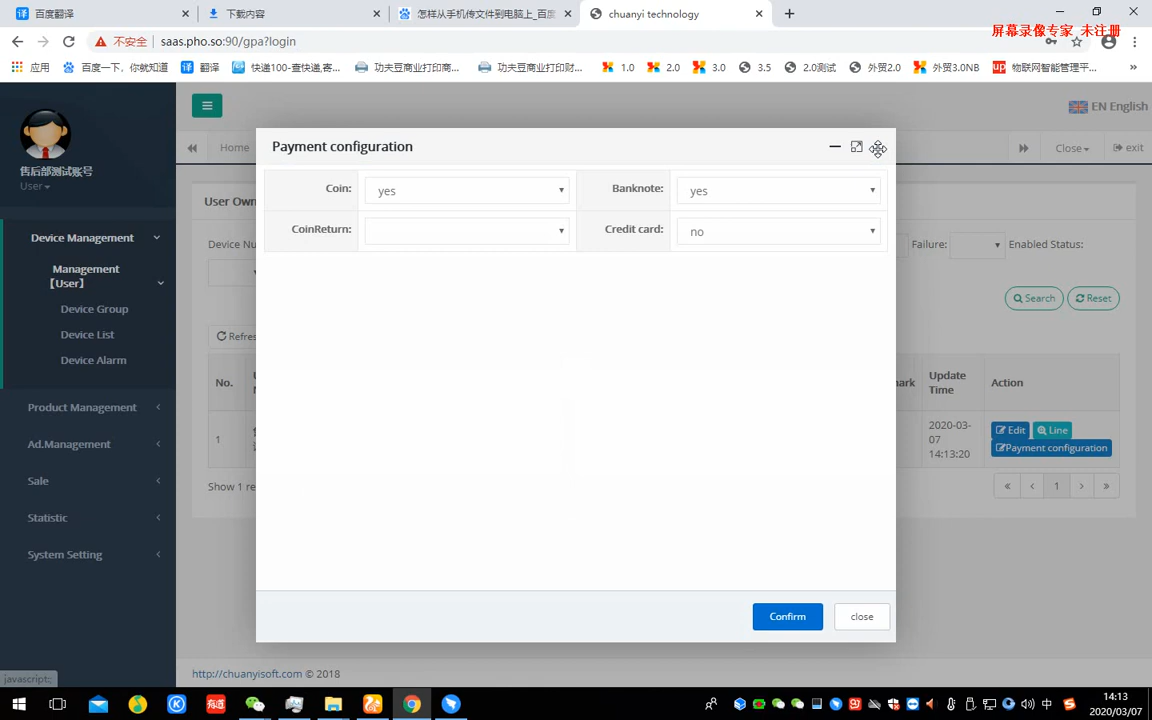 百度翻译
下载内容
怎样从手机传文件到电脑上_百度
chuanyi technology
屏幕录像专家 未注册
不安全
saas.pho.so:90/gpa?login
应用
百度一下，你就知道
翻译
快递100-查快递,寄...
功夫豆商业打印商...
功夫豆商业打印财...
1.0
2.0
3.0
3.5
2.0测试
外贸2.0
外贸3.0NB
物联网智能管理平...
EN English
售后部测试账号
User
Home
Close
exit
Payment configuration
Coin: yes
Banknote: yes
CoinReturn:
Credit card: no
Confirm
close
User Own
Device Nu
Failure:
Enabled Status:
Search
Reset
Refres
No.
ark
Update Time
Action
1
2020-03-
07
14:13:20
Edit
Line
Payment configuration
Show 1 re
« ‹ 1 › »
Device Management
Management
【User】
Device Group
Device List
Device Alarm
Product Management
Ad.Management
Sale
Statistic
System Setting
javascript:;
http://chuanyisoft.com © 2018
有道
中
14:13
2020/03/07